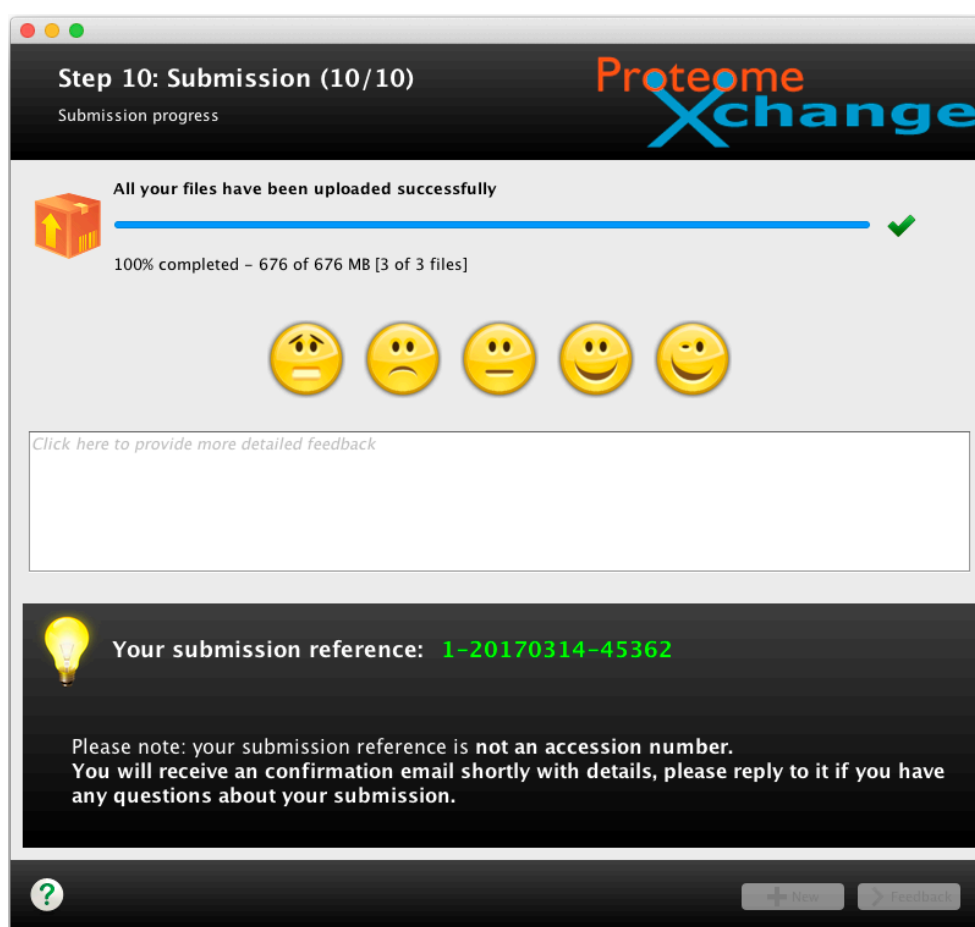 Step 10: Submission (10/10)
Submission progress
Proteome
Xchange
All your files have been uploaded successfully
100% completed – 676 of 676 MB [3 of 3 files]
Click here to provide more detailed feedback
Your submission reference: 1-20170314-45362
Please note: your submission reference is not an accession number.
You will receive an confirmation email shortly with details, please reply to it if you have
any questions about your submission.
?
New
Feedback